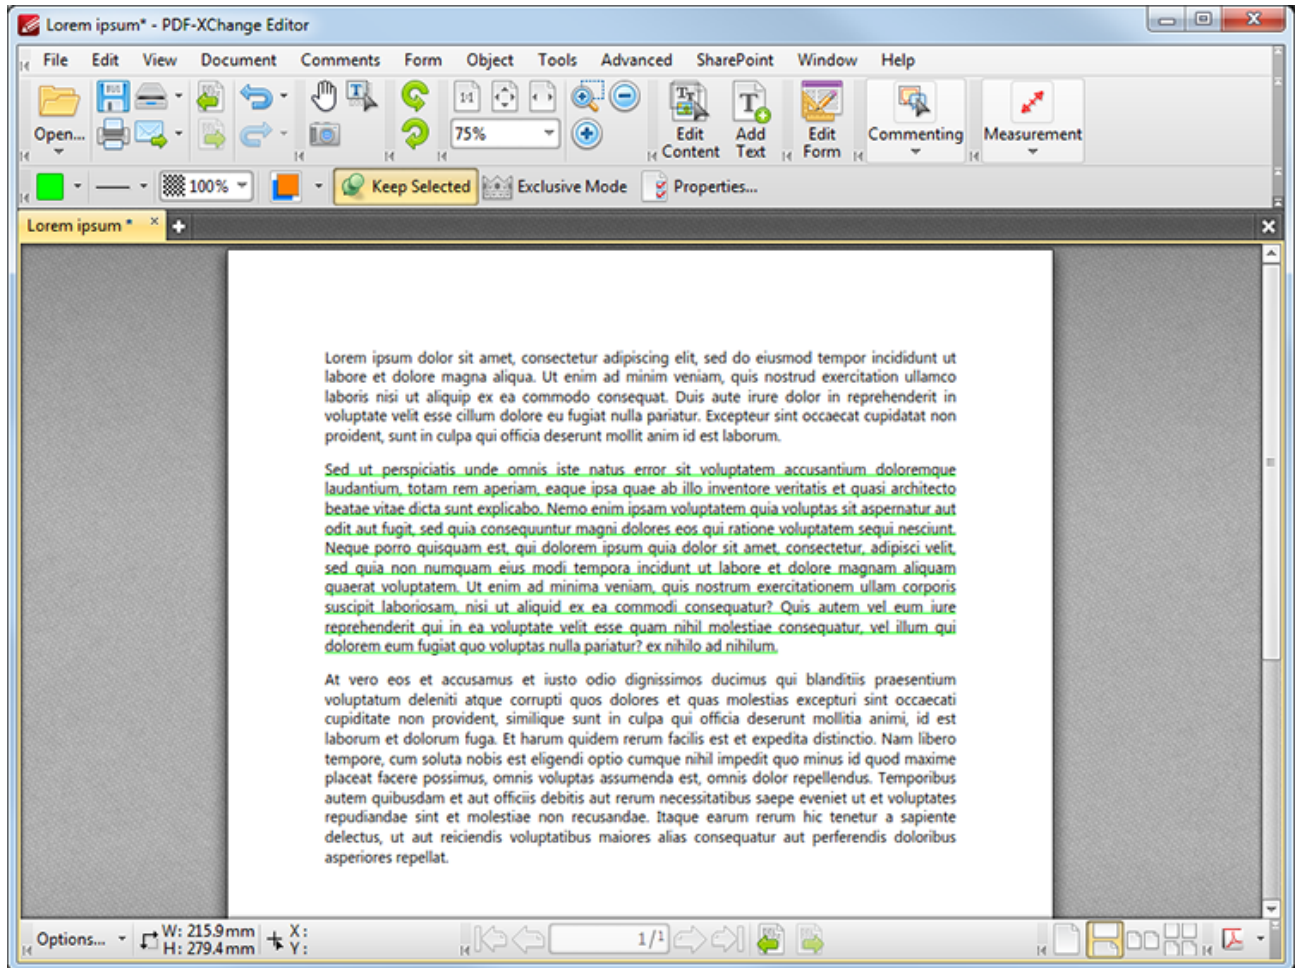 Lorem ipsum* - PDF-XChange Editor
File Edit View Document Comments Form Object Tools Advanced SharePoint Window Help
Open... 1:1 75% Edit Content Add Text Edit Form Commenting Measurement
100% Keep Selected Exclusive Mode Properties...
Lorem ipsum *
Lorem ipsum dolor sit amet, consectetur adipiscing elit, sed do eiusmod tempor incididunt ut
labore et dolore magna aliqua. Ut enim ad minim veniam, quis nostrud exercitation ullamco
laboris nisi ut aliquip ex ea commodo consequat. Duis aute irure dolor in reprehenderit in
voluptate velit esse cillum dolore eu fugiat nulla pariatur. Excepteur sint occaecat cupidatat non
proident, sunt in culpa qui officia deserunt mollit anim id est laborum.
Sed ut perspiciatis unde omnis iste natus error sit voluptatem accusantium doloremque
laudantium, totam rem aperiam, eaque ipsa quae ab illo inventore veritatis et quasi architecto
beatae vitae dicta sunt explicabo. Nemo enim ipsam voluptatem quia voluptas sit aspernatur aut
odit aut fugit, sed quia consequuntur magni dolores eos qui ratione voluptatem sequi nesciunt.
Neque porro quisquam est, qui dolorem ipsum quia dolor sit amet, consectetur, adipisci velit,
sed quia non numquam eius modi tempora incidunt ut labore et dolore magnam aliquam
quaerat voluptatem. Ut enim ad minima veniam, quis nostrum exercitationem ullam corporis
suscipit laboriosam, nisi ut aliquid ex ea commodi consequatur? Quis autem vel eum iure
reprehenderit qui in ea voluptate velit esse quam nihil molestiae consequatur, vel illum qui
dolorem eum fugiat quo voluptas nulla pariatur? ex nihilo ad nihilum.
At vero eos et accusamus et iusto odio dignissimos ducimus qui blanditiis praesentium
voluptatum deleniti atque corrupti quos dolores et quas molestias excepturi sint occaecati
cupiditate non provident, similique sunt in culpa qui officia deserunt mollitia animi, id est
laborum et dolorum fuga. Et harum quidem rerum facilis est et expedita distinctio. Nam libero
tempore, cum soluta nobis est eligendi optio cumque nihil impedit quo minus id quod maxime
placeat facere possimus, omnis voluptas assumenda est, omnis dolor repellendus. Temporibus
autem quibusdam et aut officiis debitis aut rerum necessitatibus saepe eveniet ut et voluptates
repudiandae sint et molestiae non recusandae. Itaque earum rerum hic tenetur a sapiente
delectus, ut aut reiciendis voluptatibus maiores alias consequatur aut perferendis doloribus
asperiores repellat.
Options... W: 215.9mm X: 1/1
H: 279.4mm Y: